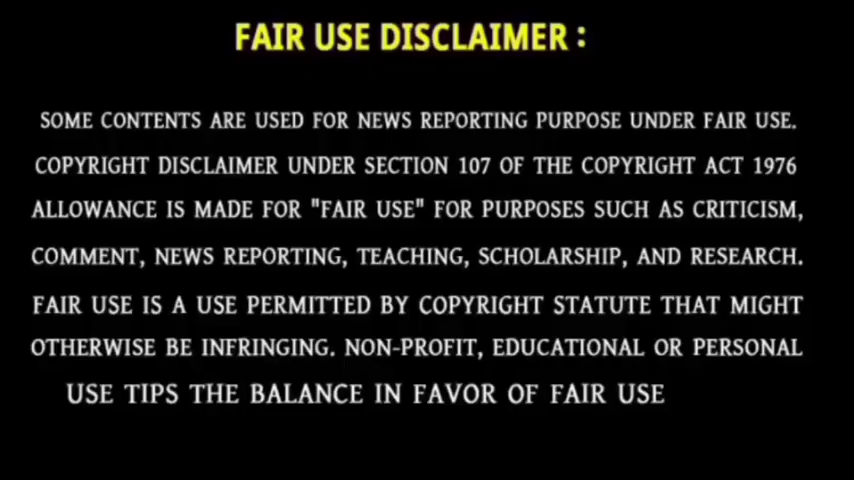 FAIR USE DISCLAIMER :
SOME CONTENTS ARE USED FOR NEWS REPORTING PURPOSE UNDER FAIR USE.
COPYRIGHT DISCLAIMER UNDER SECTION 107 OF THE COPYRIGHT ACT 1976
ALLOWANCE IS MADE FOR "FAIR USE" FOR PURPOSES SUCH AS CRITICISM,
COMMENT, NEWS REPORTING, TEACHING, SCHOLARSHIP, AND RESEARCH.
FAIR USE IS A USE PERMITTED BY COPYRIGHT STATUTE THAT MIGHT
OTHERWISE BE INFRINGING. NON-PROFIT, EDUCATIONAL OR PERSONAL
USE TIPS THE BALANCE IN FAVOR OF FAIR USE